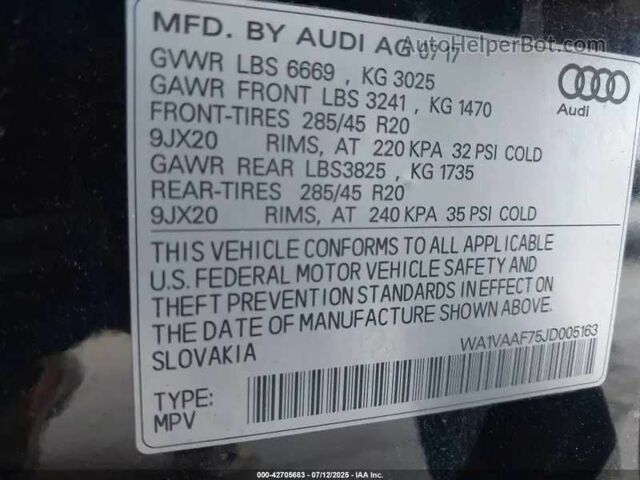 MFD. BY AUDI AG 07 17
AutoHelperBot.com
GVWR LBS 6669 , KG 3025
GAWR FRONT LBS 3241 , KG 1470
FRONT-TIRES 285/45 R20
9JX20 RIMS, AT 220 KPA 32 PSI COLD
GAWR REAR LBS3825 , KG 1735
REAR-TIRES 285/45 R20
9JX20 RIMS, AT 240 KPA 35 PSI COLD
Audi
THIS VEHICLE CONFORMS TO ALL APPLICABLE
U.S. FEDERAL MOTOR VEHICLE SAFETY AND
THEFT PREVENTION STANDARDS IN EFFECT ON
THE DATE OF MANUFACTURE SHOWN ABOVE.
SLOVAKIA
WA1VAAF75JD005163
TYPE:
MPV
000-42705683 - 07/12/2025 - IAA Inc.